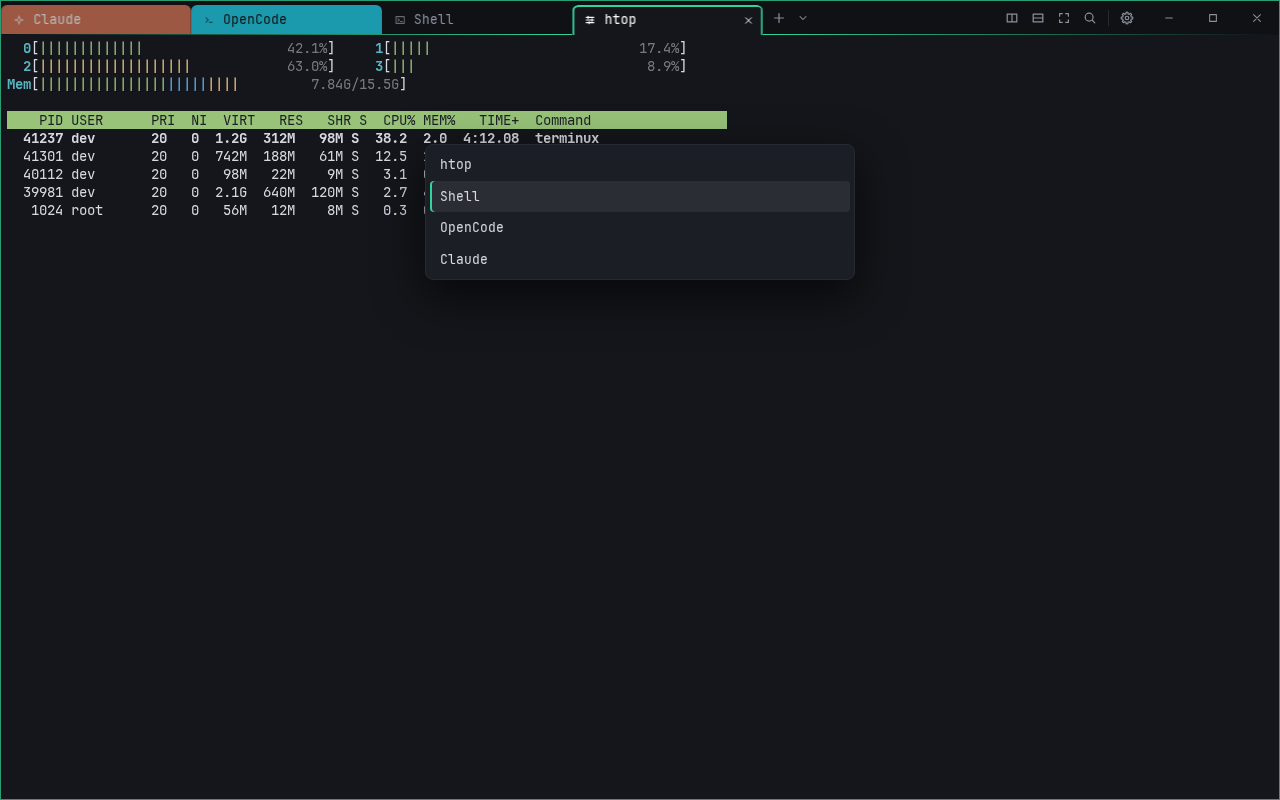 Claude OpenCode Shell htop
0[||||||||||||| 42.1%] 1[||||| 17.4%]
2[||||||||||||||||||| 63.0%] 3[||| 8.9%]
Mem[||||||||||||||||||||||||| 7.84G/15.5G]
PID USER PRI NI VIRT RES SHR S CPU% MEM% TIME+ Command
41237 dev 20 0 1.2G 312M 98M S 38.2 2.0 4:12.08 terminux
41301 dev 20 0 742M 188M 61M S 12.5
40112 dev 20 0 98M 22M 9M S 3.1
39981 dev 20 0 2.1G 640M 120M S 2.7
1024 root 20 0 56M 12M 8M S 0.3
htop
Shell
OpenCode
Claude